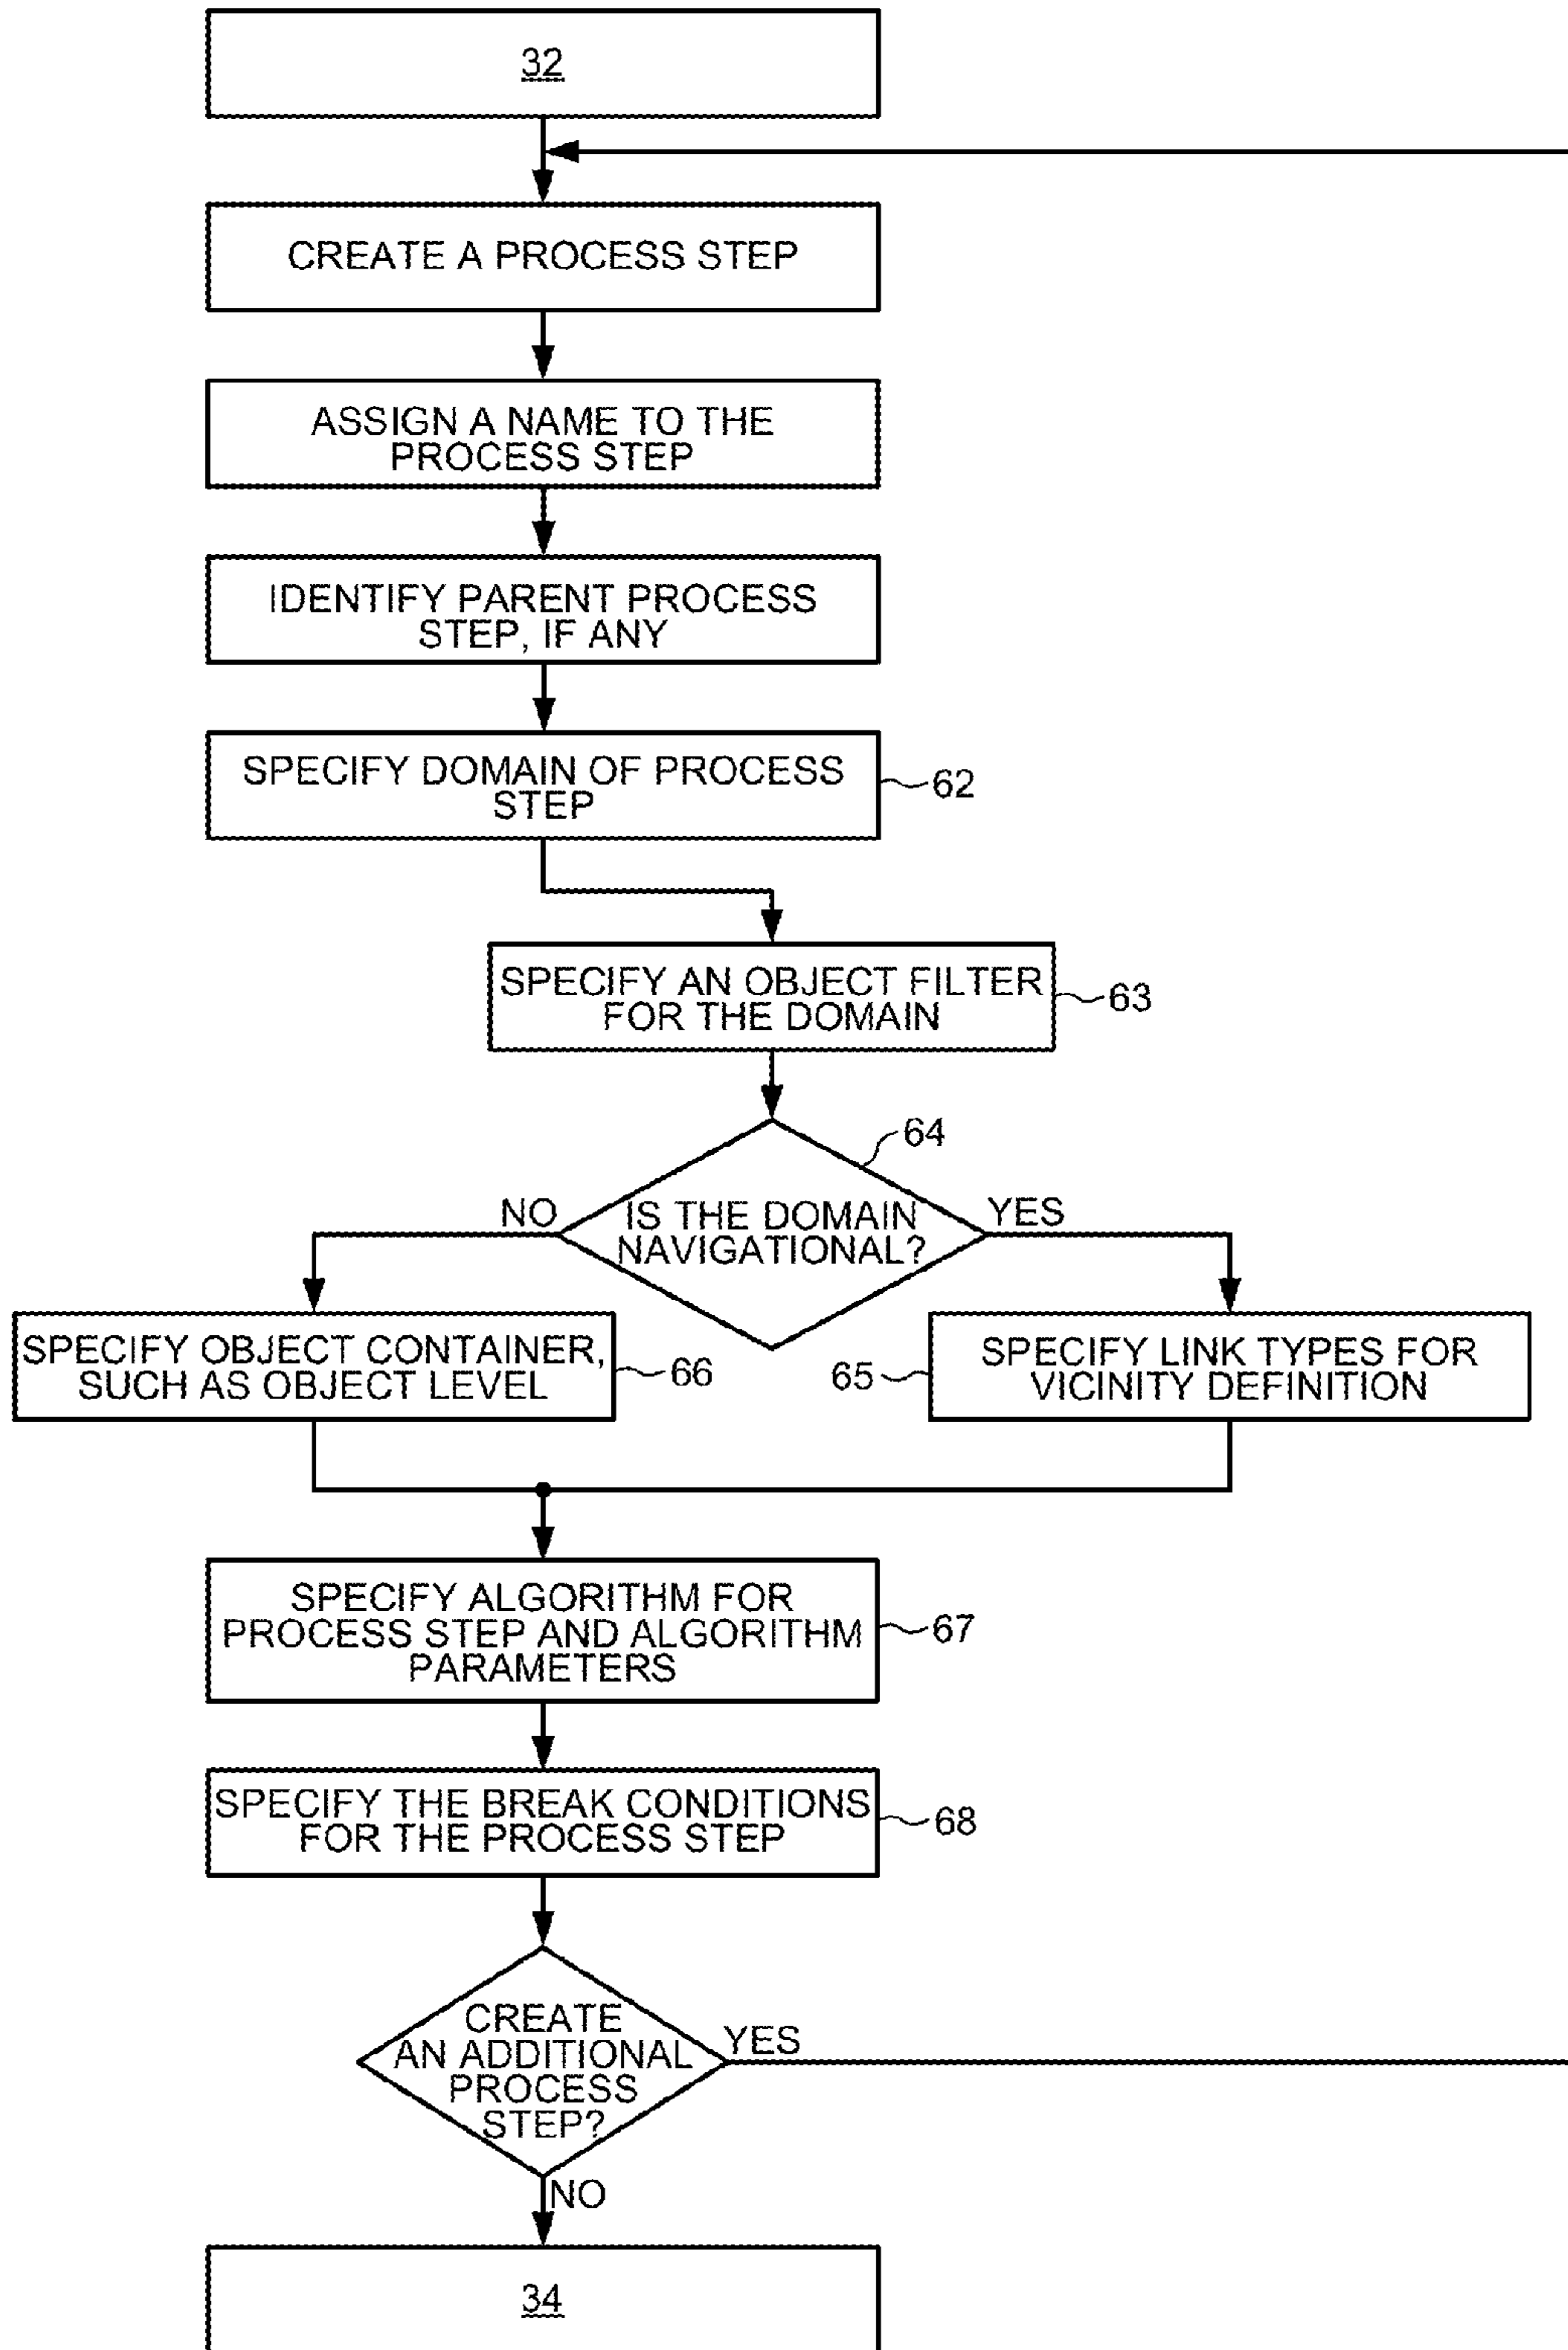 32
CREATE A PROCESS STEP
ASSIGN A NAME TO THE
PROCESS STEP
IDENTIFY PARENT PROCESS
STEP, IF ANY
SPECIFY DOMAIN OF PROCESS
STEP
62
SPECIFY AN OBJECT FILTER
FOR THE DOMAIN
63
64
NO
IS THE DOMAIN
NAVIGATIONAL?
YES
SPECIFY OBJECT CONTAINER,
SUCH AS OBJECT LEVEL
66
65
SPECIFY LINK TYPES FOR
VICINITY DEFINITION
SPECIFY ALGORITHM FOR
PROCESS STEP AND ALGORITHM
PARAMETERS
67
SPECIFY THE BREAK CONDITIONS
FOR THE PROCESS STEP
68
CREATE
AN ADDITIONAL
PROCESS
STEP?
YES
NO
34